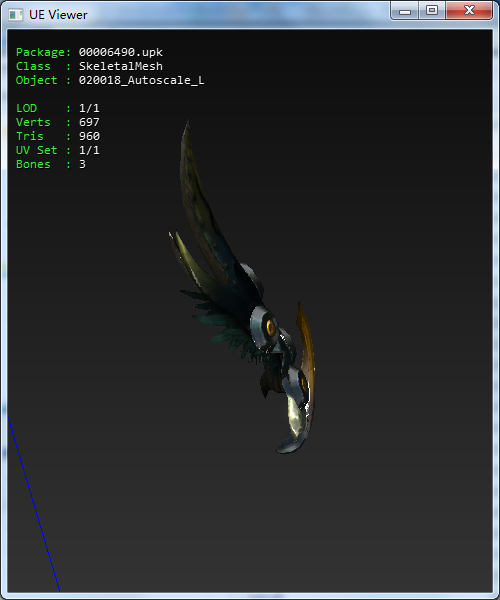 UE Viewer
Package: 00006490.upk
Class : SkeletalMesh
Object : 020018_Autoscale_L
LOD : 1/1
Verts : 697
Tris : 960
UV Set : 1/1
Bones : 3